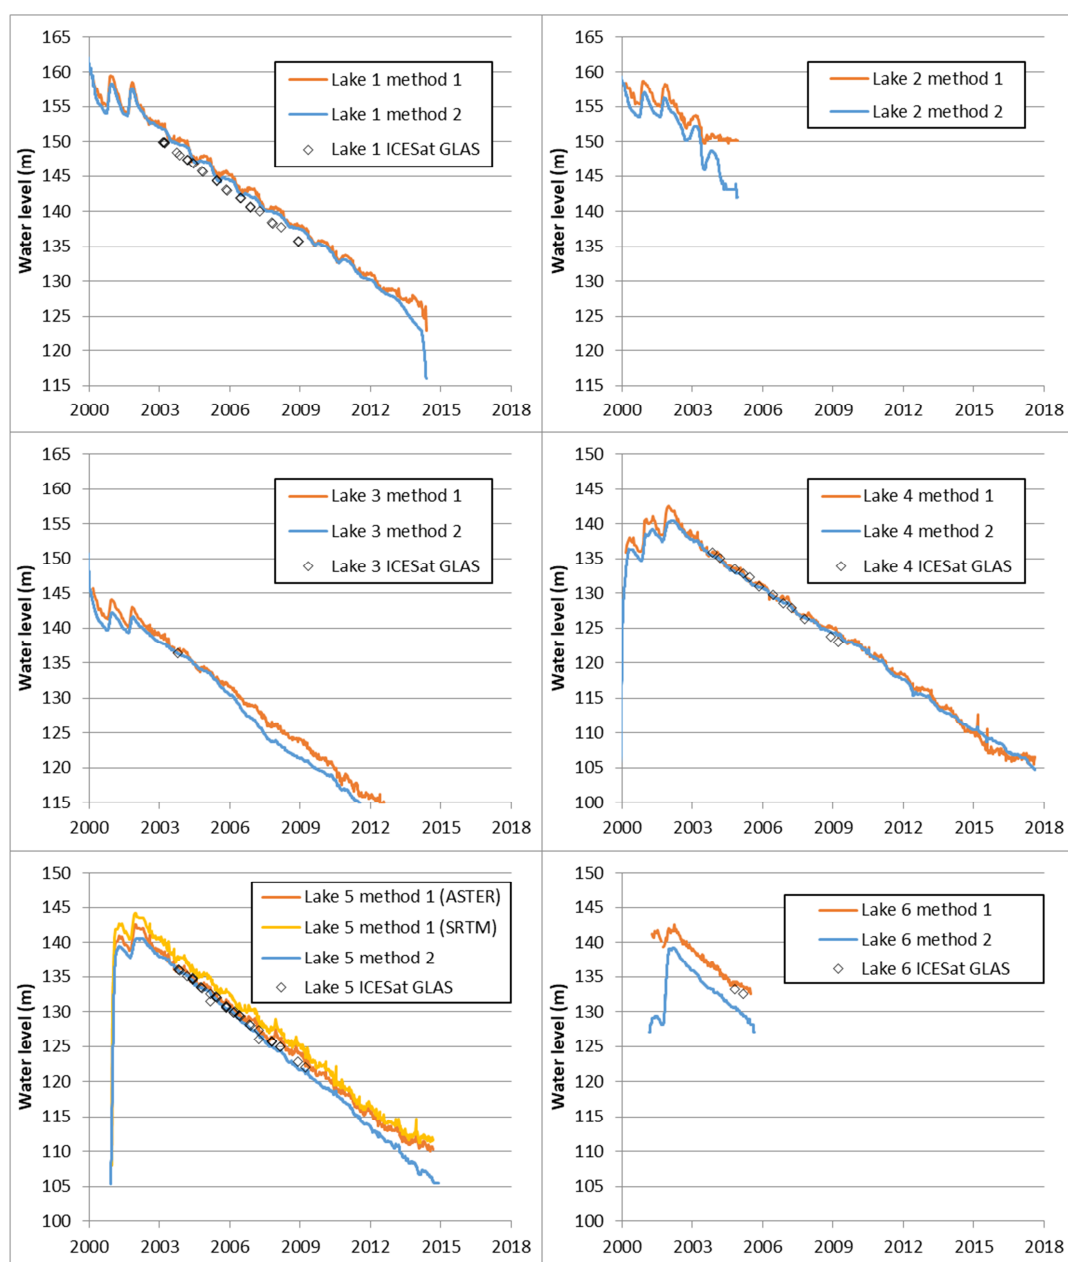 165
160
155
150
145
140
135
130
125
120
115
Water level (m)
Lake 1 method 1
Lake 1 method 2
Lake 1 ICESat GLAS
2000 2003 2006 2009 2012 2015 2018
165
160
155
150
145
140
135
130
125
120
115
Water level (m)
Lake 2 method 1
Lake 2 method 2
2000 2003 2006 2009 2012 2015 2018
165
160
155
150
145
140
135
130
125
120
115
Water level (m)
Lake 3 method 1
Lake 3 method 2
Lake 3 ICESat GLAS
2000 2003 2006 2009 2012 2015 2018
150
145
140
135
130
125
120
115
110
105
100
Water level (m)
Lake 4 method 1
Lake 4 method 2
Lake 4 ICESat GLAS
2000 2003 2006 2009 2012 2015 2018
150
145
140
135
130
125
120
115
110
105
100
Water level (m)
Lake 5 method 1 (ASTER)
Lake 5 method 1 (SRTM)
Lake 5 method 2
Lake 5 ICESat GLAS
2000 2003 2006 2009 2012 2015 2018
150
145
140
135
130
125
120
115
110
105
100
Water level (m)
Lake 6 method 1
Lake 6 method 2
Lake 6 ICESat GLAS
2000 2003 2006 2009 2012 2015 2018